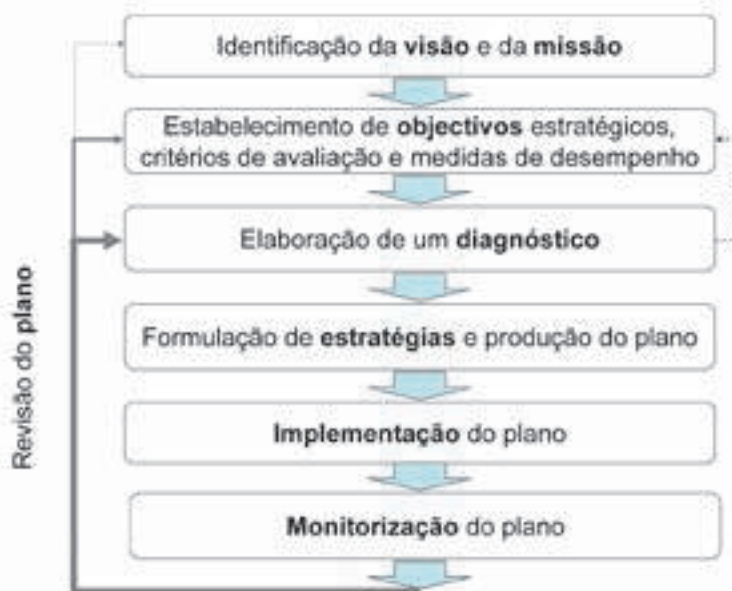 Identificação da visão e da missão
Estabelecimento de objectivos estratégicos,
critérios de avaliação e medidas de desempenho
Elaboração de um diagnóstico
Formulação de estratégias e produção do plano
Implementação do plano
Monitorização do plano
Revisão do plano